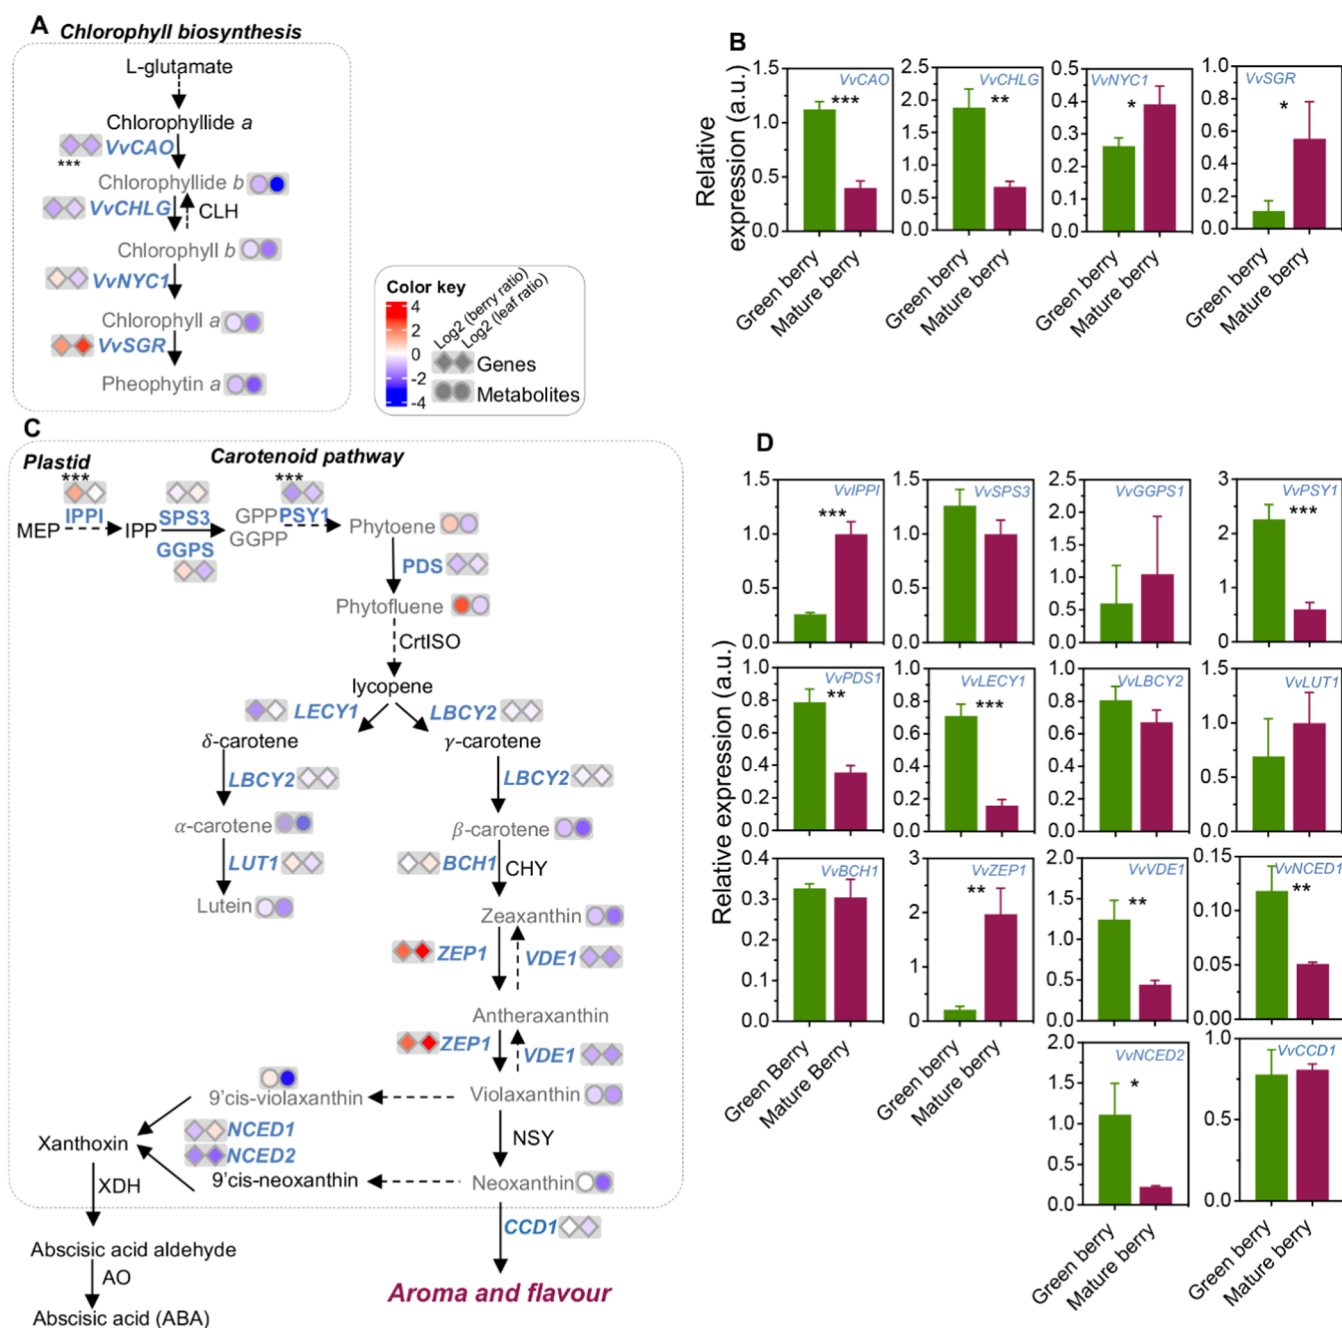 A
Chlorophyll biosynthesis
L-glutamate
Chlorophyllide a
VvCAO
***
Chlorophyllide b
VvCHLG
CLH
Chlorophyll b
VvNYC1
Chlorophyll a
VvSGR
Pheophytin a
Color key
4
2
0
-2
-4
Log2 (berry ratio)
Log2 (leaf ratio)
Genes
Metabolites
B
Relative
expression (a.u.)
VvCAO
***
1.5
1.0
0.5
0.0
Green berry
Mature berry
VvCHLG
**
2.5
2.0
1.5
1.0
0.5
0.0
Green berry
Mature berry
VvNYC1
*
0.5
0.4
0.3
0.2
0.1
0.0
Green berry
Mature berry
VvSGR
*
1.0
0.8
0.6
0.4
0.2
0.0
Green berry
Mature berry
C
Plastid
Carotenoid pathway
***
***
MEP
IPPI
IPP
SPS3
GGPS
GPP
GGPP
PSY1
Phytoene
PDS
Phytofluene
CrtISO
lycopene
LECY1
LBCY2
δ-carotene
γ-carotene
LBCY2
LBCY2
α-carotene
β-carotene
LUT1
BCH1
CHY
Lutein
Zeaxanthin
ZEP1
VDE1
Antheraxanthin
ZEP1
VDE1
9'cis-violaxanthin
Violaxanthin
Xanthoxin
NCED1
NCED2
NSY
9'cis-neoxanthin
Neoxanthin
XDH
CCD1
Abscisic acid aldehyde
AO
Aroma and flavour
Abscisic acid (ABA)
D
Relative expression (a.u.)
VvIPPI
***
1.5
1.0
0.5
0.0
VvSPS3
1.5
1.0
0.5
0.0
VvGGPS1
2.5
2.0
1.5
1.0
0.5
0.0
VvPSY1
***
3
2
1
0
VvPDS1
**
1.0
0.8
0.6
0.4
0.2
0.0
VvLECY1
***
1.0
0.8
0.6
0.4
0.2
0.0
VvLBCY2
1.0
0.8
0.6
0.4
0.2
0.0
VvLUT1
1.5
1.0
0.5
0.0
VvBCH1
0.4
0.3
0.2
0.1
0.0
Green Berry
Mature Berry
VvZEP1
**
3
2
1
0
Green berry
Mature berry
VvVDE1
**
2.0
1.5
1.0
0.5
0.0
VvNCED1
**
0.15
0.10
0.05
0.00
VvNCED2
*
2.0
1.5
1.0
0.5
0.0
Green berry
Mature berry
VvCCD1
1.0
0.5
0.0
Green berry
Mature berry